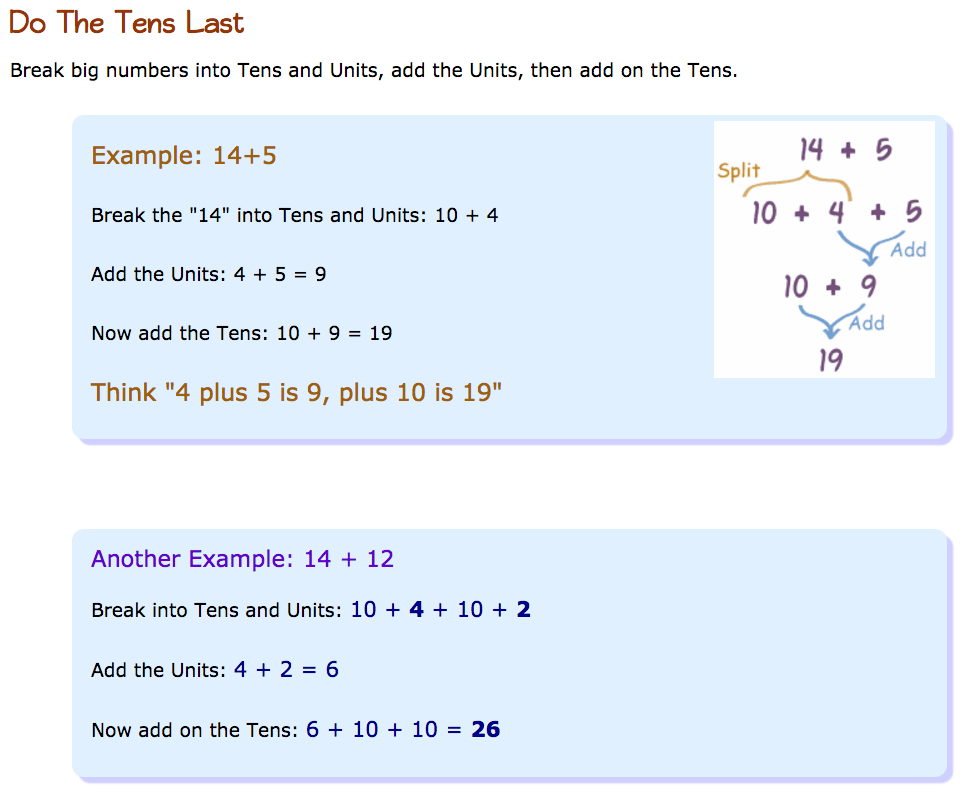 Do The Tens Last
Break big numbers into Tens and Units, add the Units, then add on the Tens.
Example: 14+5
Break the "14" into Tens and Units: 10 + 4
Add the Units: 4 + 5 = 9
Now add the Tens: 10 + 9 = 19
Think "4 plus 5 is 9, plus 10 is 19"
14 + 5
Split
10 + 4 + 5
Add
10 + 9
Add
19
Another Example: 14 + 12
Break into Tens and Units: 10 + 4 + 10 + 2
Add the Units: 4 + 2 = 6
Now add on the Tens: 6 + 10 + 10 = 26